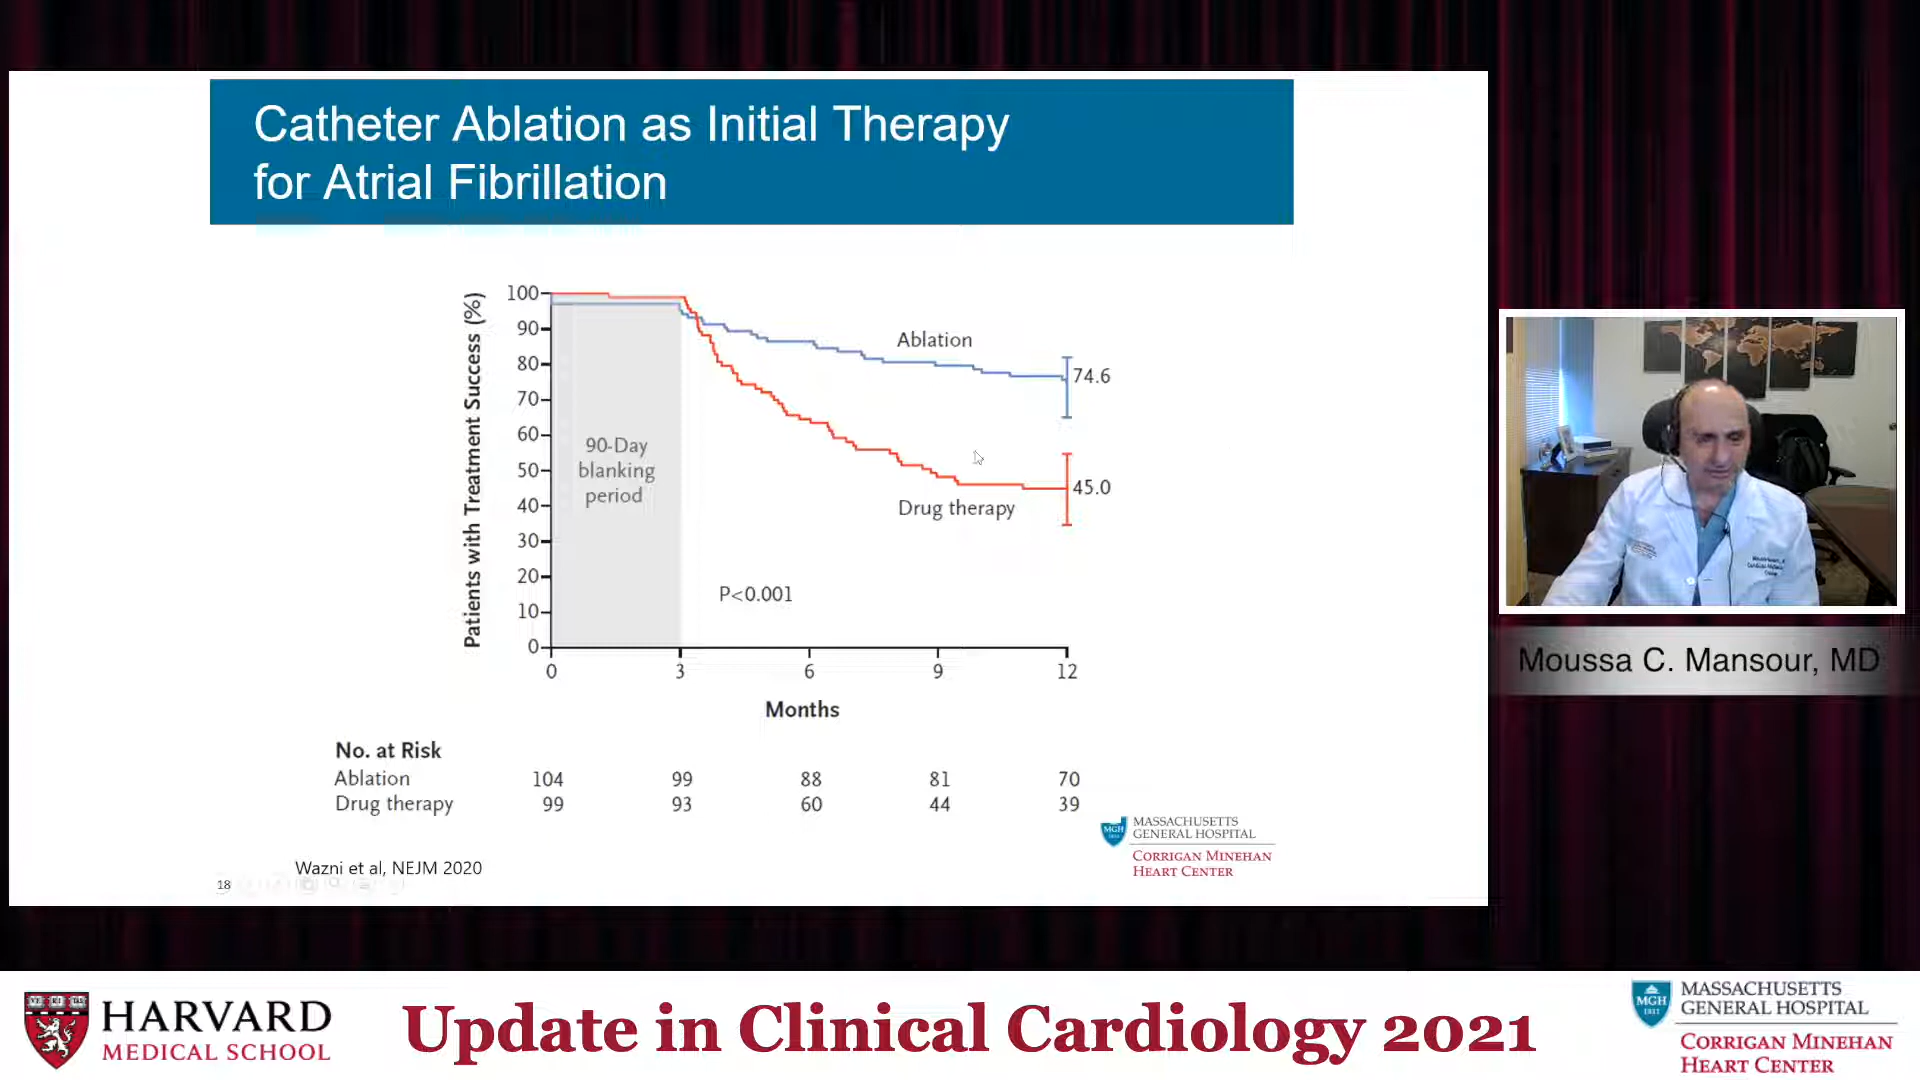 Catheter Ablation as Initial Therapy
for Atrial Fibrillation
Patients with Treatment Success (%)
100
90
80
70
60
50
40
30
20
10
0
90-Day
blanking
period
Ablation
74.6
45.0
Drug therapy
P<0.001
0 3 6 9 12
Months
No. at Risk
Ablation 104 99 88 81 70
Drug therapy 99 93 60 44 39
MGH
MASSACHUSETTS
GENERAL HOSPITAL
CORRIGAN MINEHAN
HEART CENTER
Wazni et al, NEJM 2020
18
Moussa C. Mansour, MD
HARVARD
MEDICAL SCHOOL
Update in Clinical Cardiology 2021
MGH
1811
MASSACHUSETTS
GENERAL HOSPITAL
CORRIGAN MINEHAN
HEART CENTER